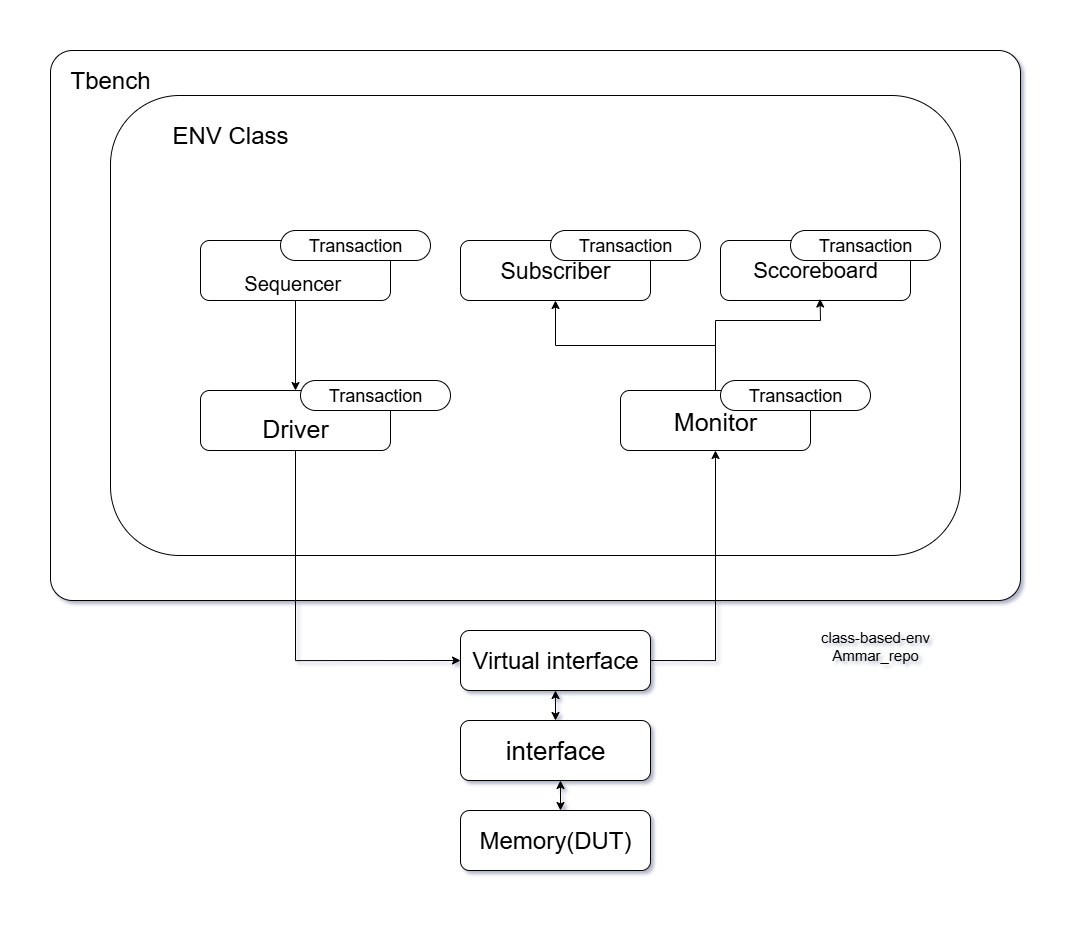 Tbench
ENV Class
Transaction
Sequencer
Transaction
Subscriber
Transaction
Sccoreboard
Transaction
Driver
Transaction
Monitor
Virtual interface
class-based-env
Ammar_repo
interface
Memory(DUT)